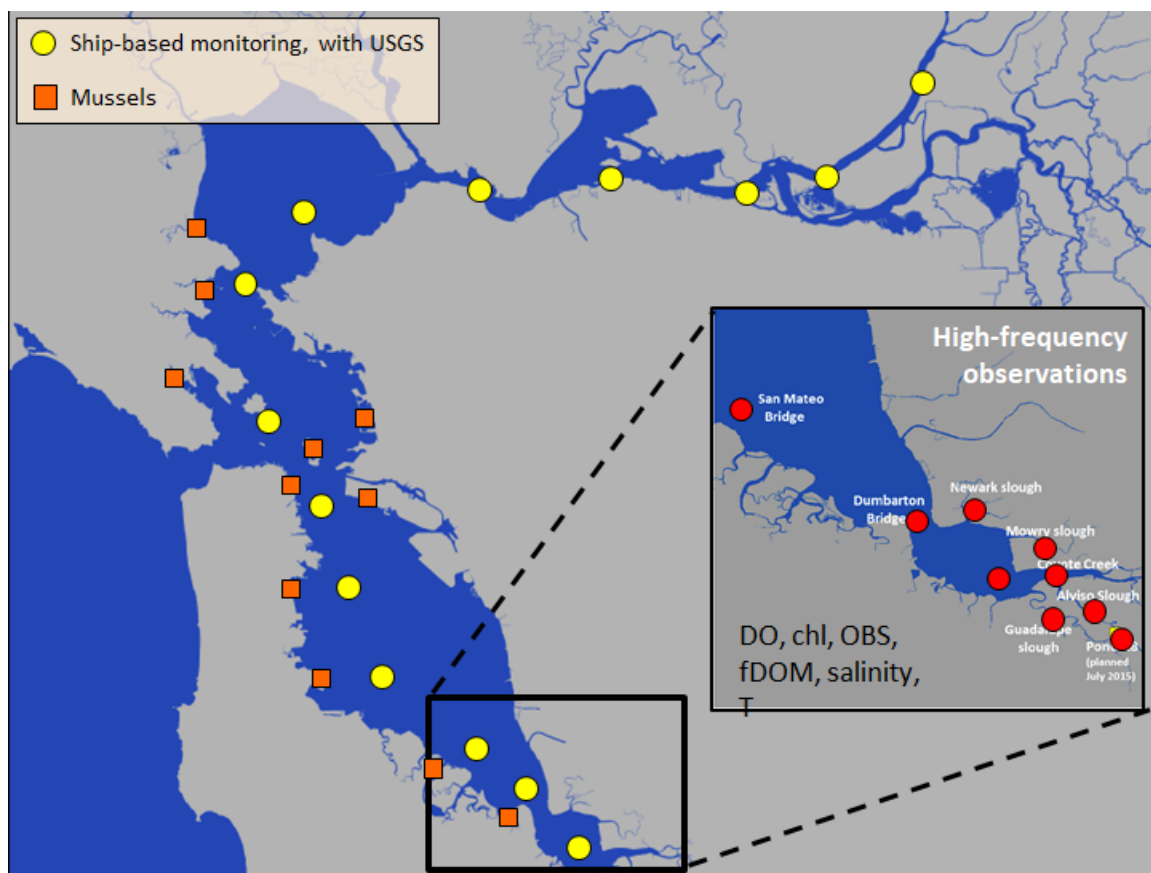 Ship-based monitoring, with USGS
Mussels
High-frequency
observations
San Mateo
Bridge
Newark slough
Dumbarton
Bridge
Mowry slough
Coyote Creek
Alviso Slough
Guadalupe
slough
(planned
July 2015)
DO, chl, OBS,
fDOM, salinity,
T